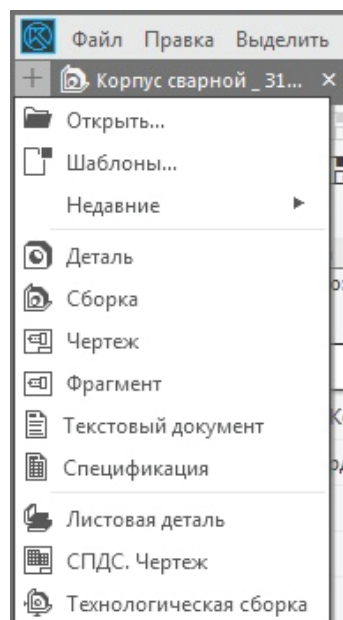 Файл Правка Выделить
+ Корпус сварной _ 31... ×
Открыть...
Шаблоны...
Недавние
Деталь
Сборка
Чертеж
Фрагмент
Текстовый документ
Спецификация
Листовая деталь
СПДС. Чертеж
Технологическая сборка